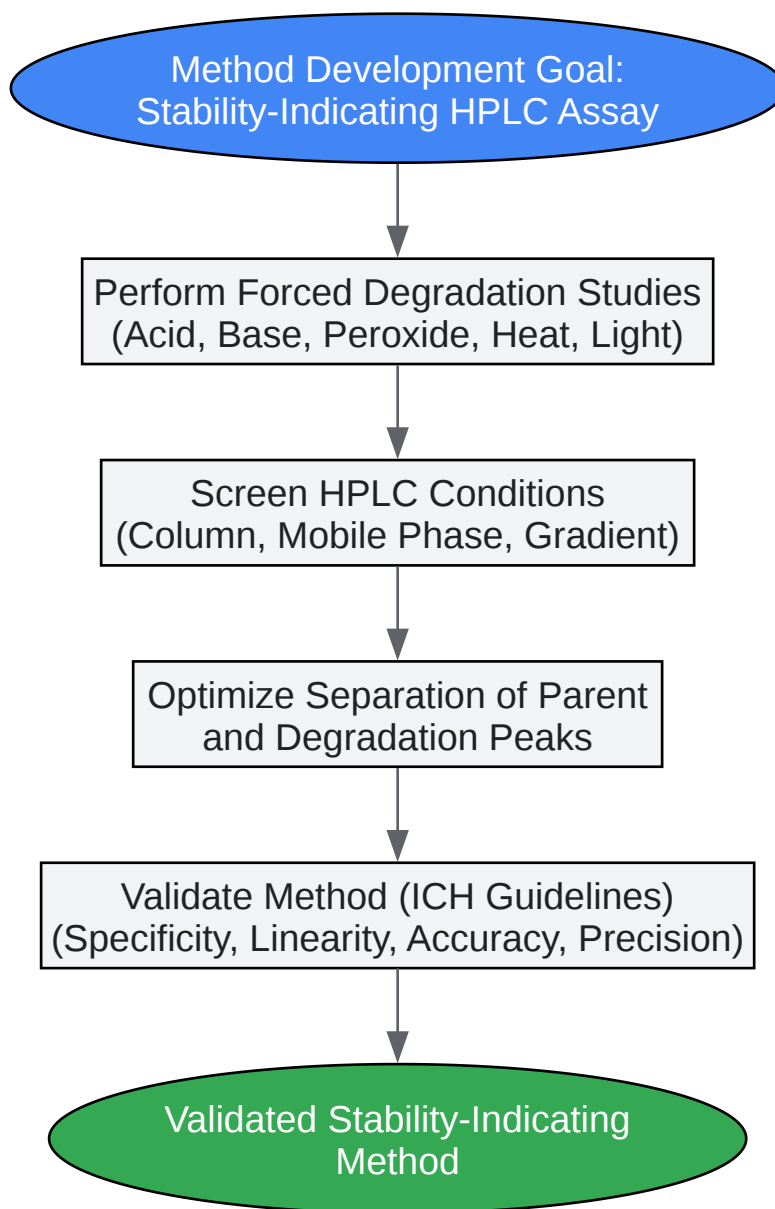 Method Development Goal:
Stability-Indicating HPLC Assay
Perform Forced Degradation Studies
(Acid, Base, Peroxide, Heat, Light)
Screen HPLC Conditions
(Column, Mobile Phase, Gradient)
Optimize Separation of Parent
and Degradation Peaks
Validate Method (ICH Guidelines)
(Specificity, Linearity, Accuracy, Precision)
Validated Stability-Indicating
Method